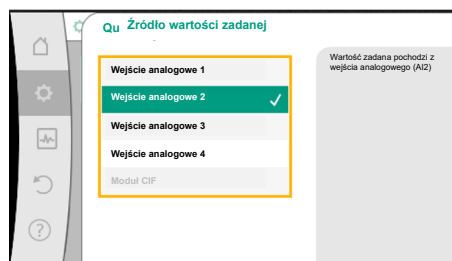 Qu Źródło wartości zadanej
Wejście analogowe 1
Wejście analogowe 2
Wejście analogowe 3
Wejście analogowe 4
Moduł CIF
Wartość zadana pochodzi z
wejścia analogowego (AI2)
?